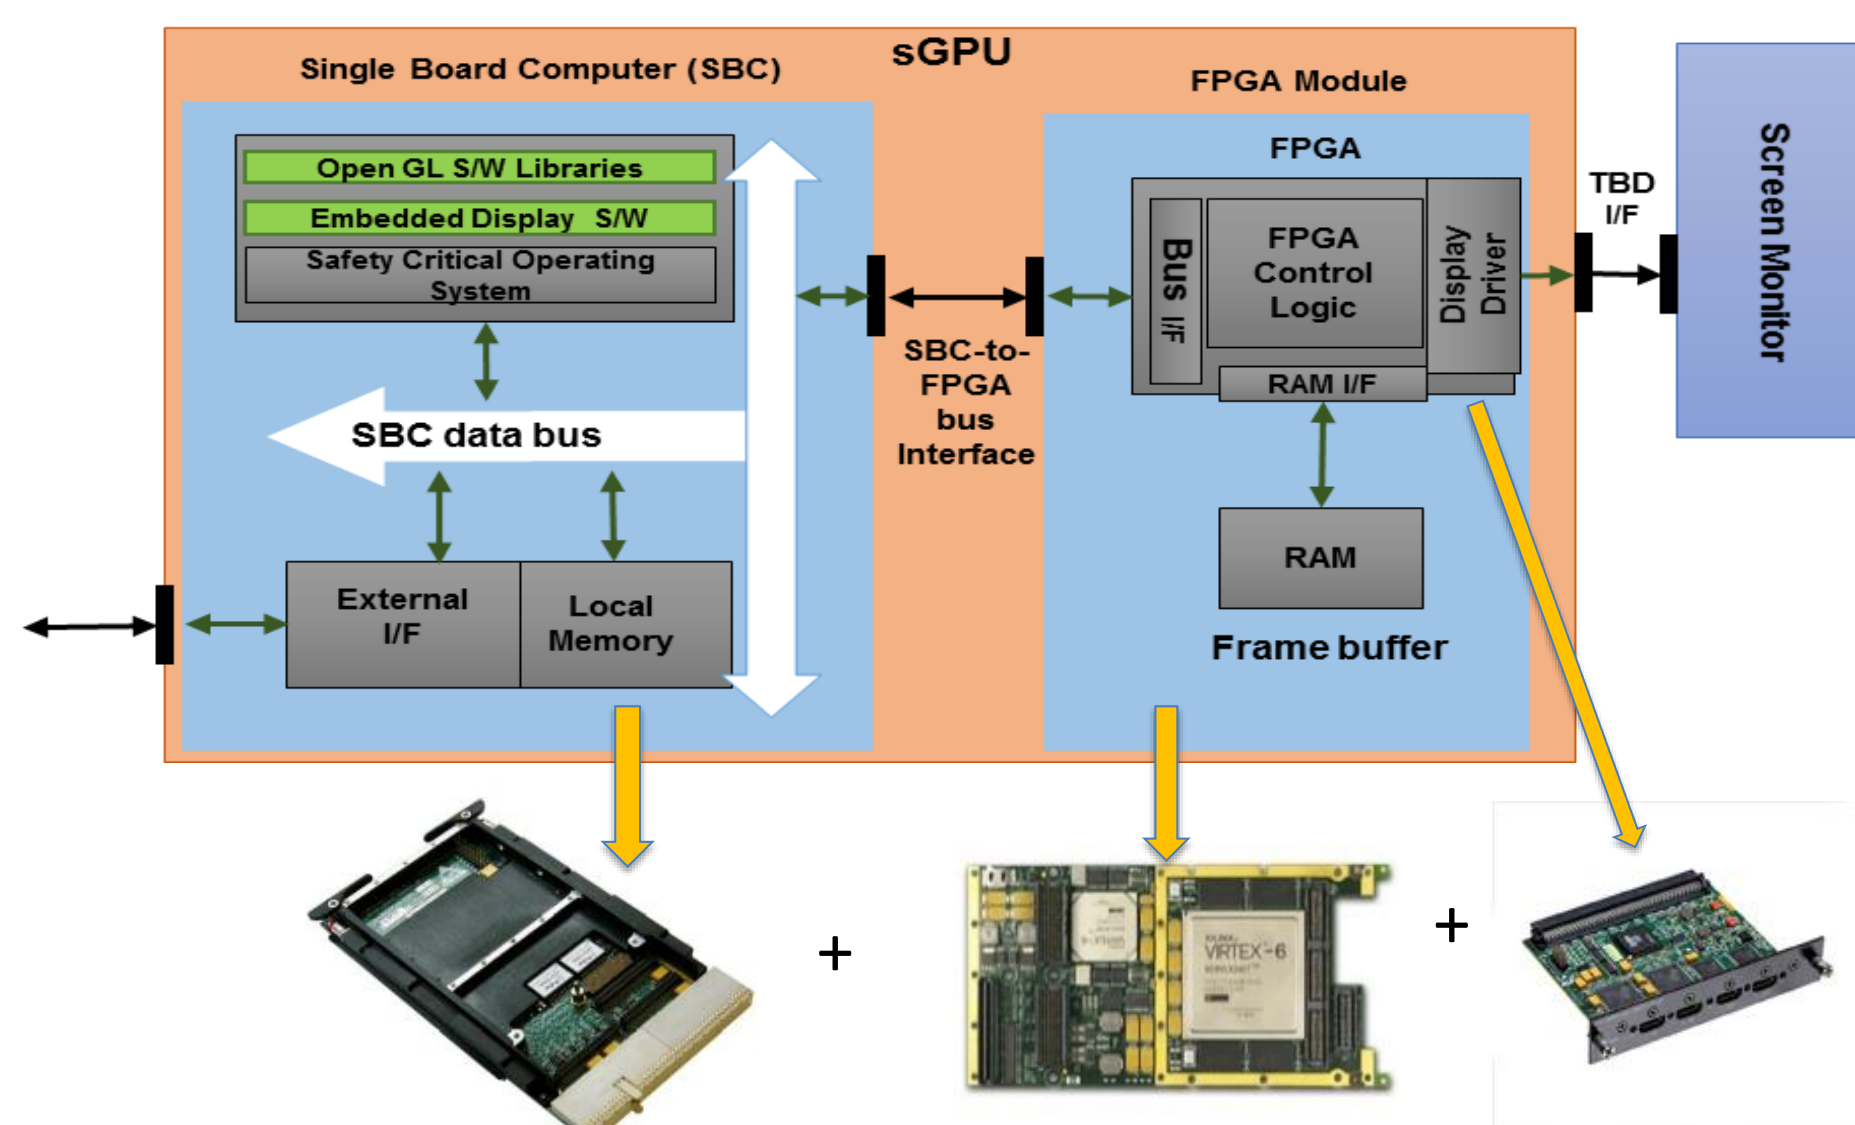 sGPU
Single Board Computer (SBC)
FPGA Module
Open GL S/W Libraries
Embedded Display S/W
Safety Critical Operating
System
SBC data bus
External
I/F
Local
Memory
SBC-to-
FPGA
bus
Interface
FPGA
Bus I/F
FPGA
Control
Logic
Display
Driver
RAM I/F
RAM
Frame buffer
TBD
I/F
Screen Monitor
+
VIRTEX-6
+